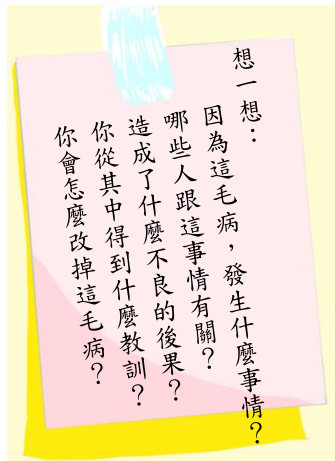 想一想：
因為這毛病，發生什麼事情？
哪些人跟這事情有關？
造成了什麼不良的後果？
你從其中得到什麼教訓？
你會怎麼改掉這毛病？